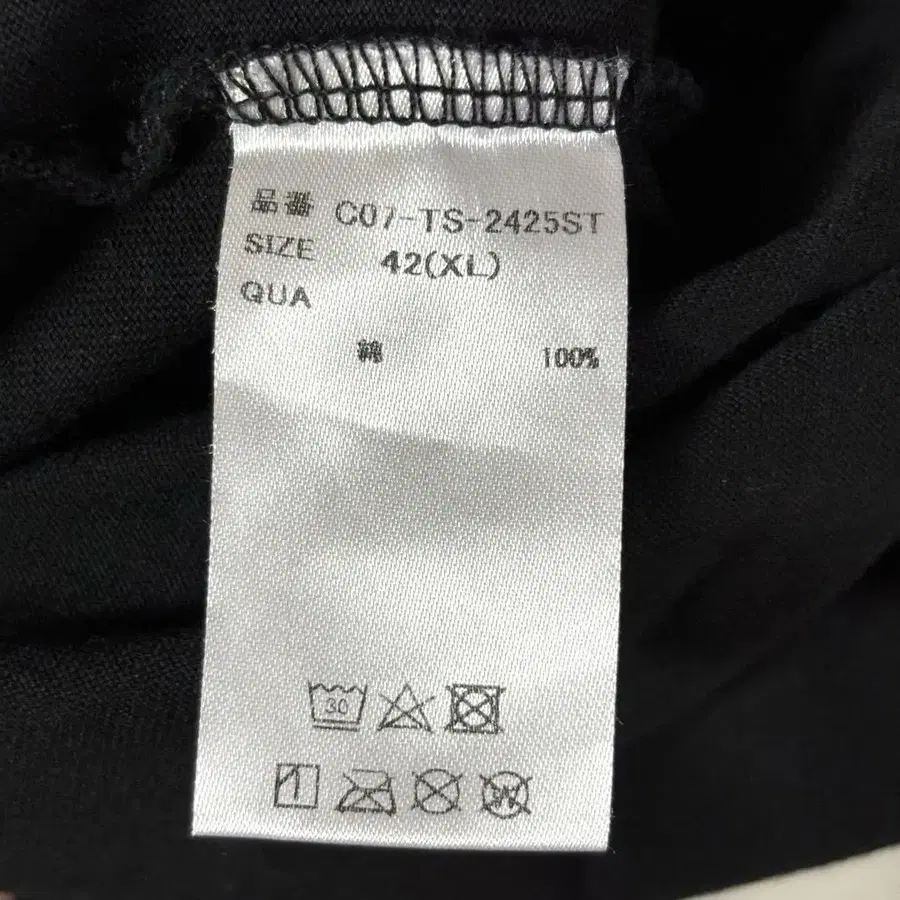 品番 C07-TS-2425ST
SIZE 42(XL)
QUA
綿 100%
30
W